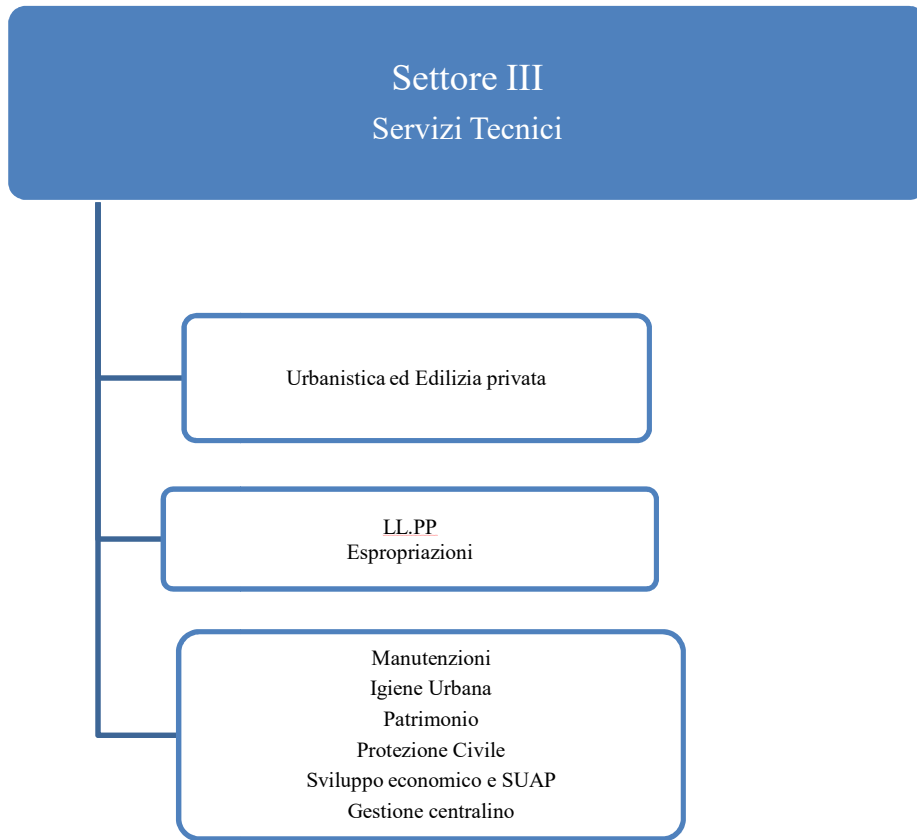 Settore III
Servizi Tecnici
Urbanistica ed Edilizia privata
LL.PP
Espropriazioni
Manutenzioni
Igiene Urbana
Patrimonio
Protezione Civile
Sviluppo economico e SUAP
Gestione centralino